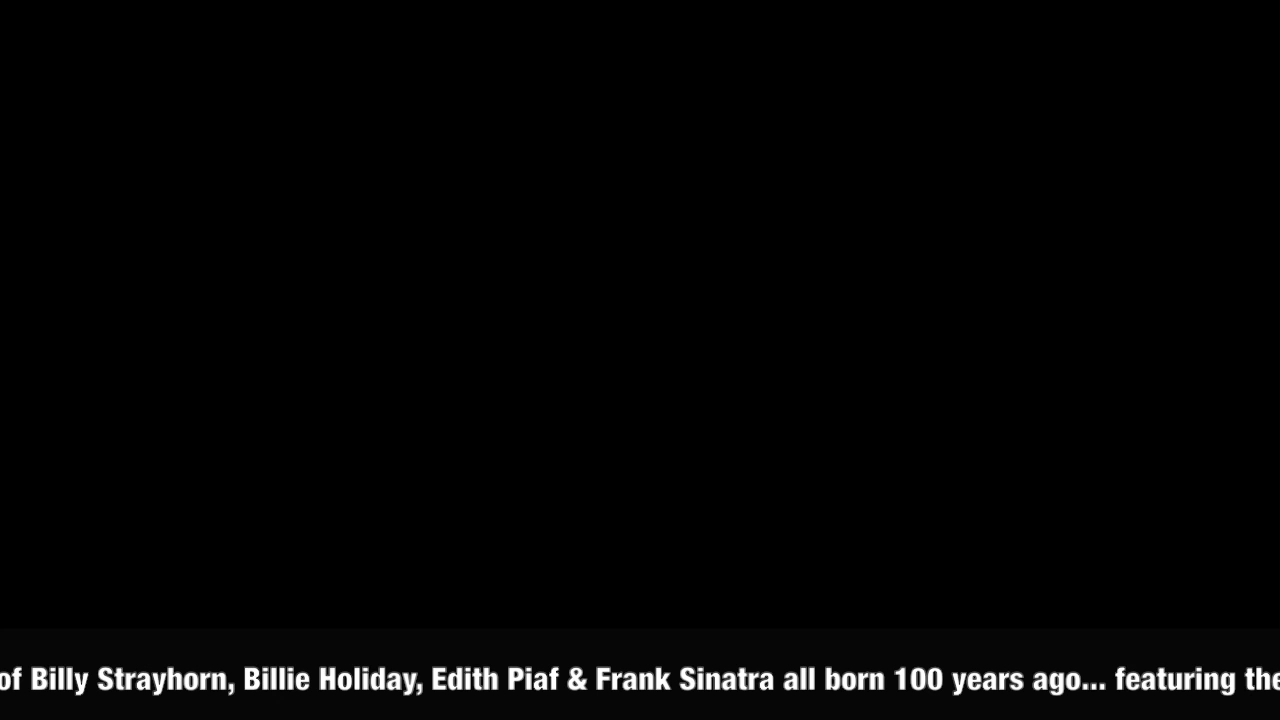 of Billy Strayhorn, Billie Holiday, Edith Piaf & Frank Sinatra all born 100 years ago... featuring the